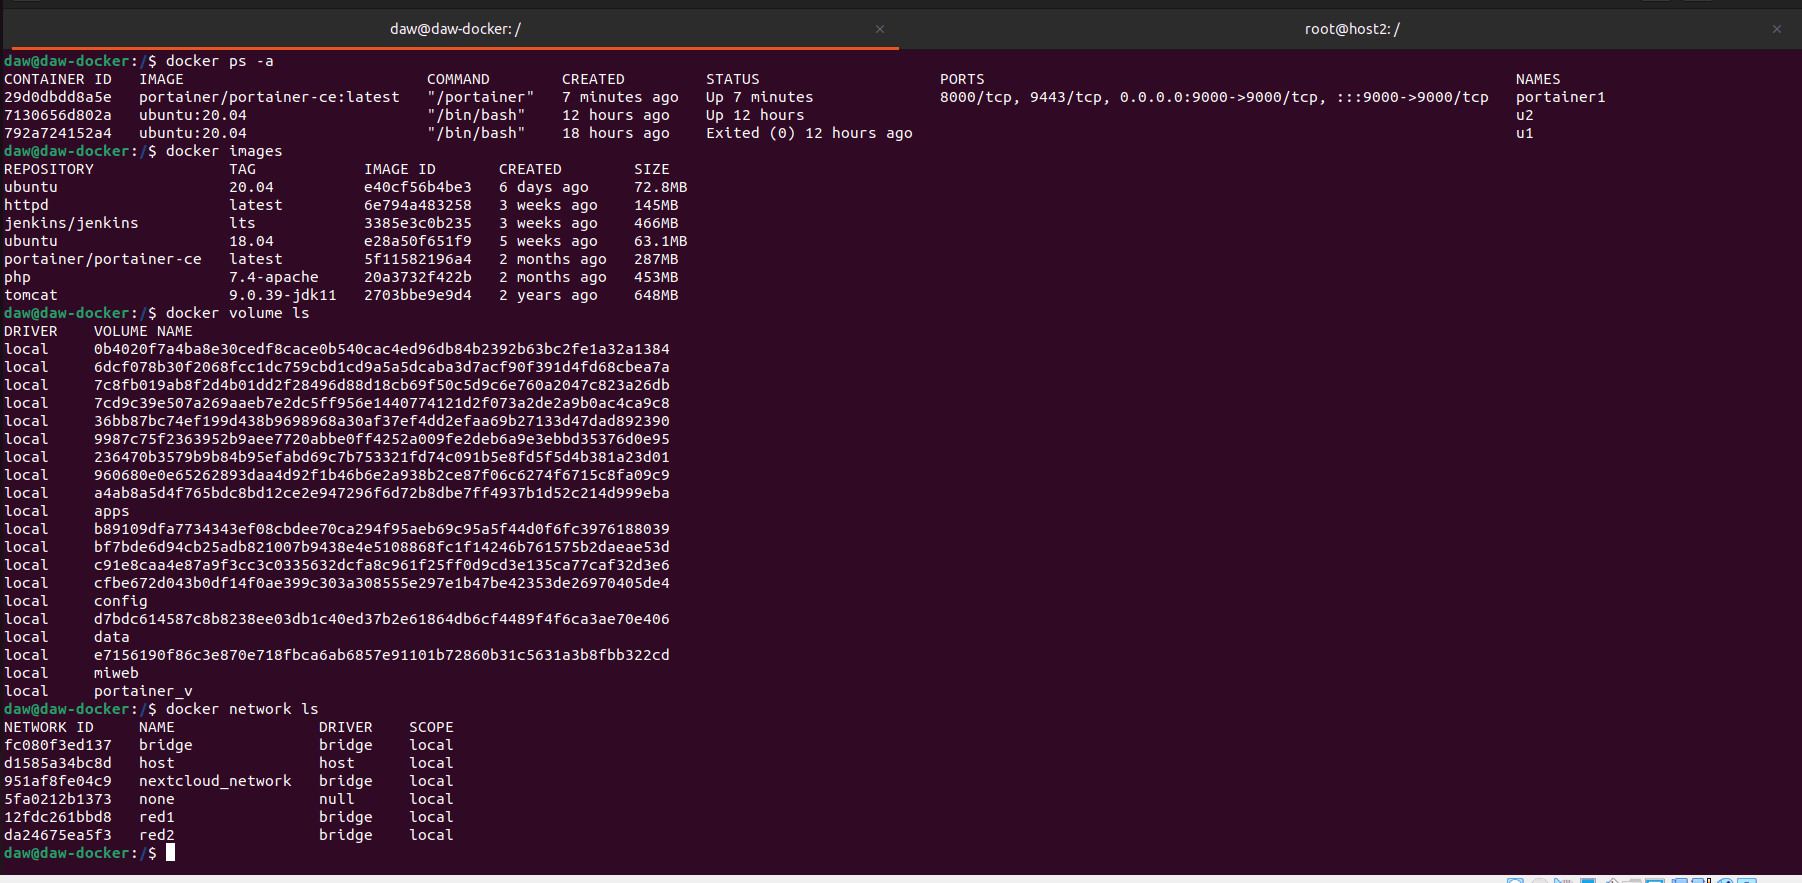 daw@daw-docker: /
root@host2: /
daw@daw-docker:/$ docker ps -a
CONTAINER ID   IMAGE                           COMMAND        CREATED         STATUS                    PORTS                                                         NAMES
29d0dbdd8a5e   portainer/portainer-ce:latest   "/portainer"   7 minutes ago   Up 7 minutes              8000/tcp, 9443/tcp, 0.0.0.0:9000->9000/tcp, :::9000->9000/tcp   portainer1
7130656d802a   ubuntu:20.04                    "/bin/bash"    12 hours ago    Up 12 hours                                                                             u2
792a724152a4   ubuntu:20.04                    "/bin/bash"    18 hours ago    Exited (0) 12 hours ago                                                                 u1
daw@daw-docker:/$ docker images
REPOSITORY               TAG            IMAGE ID       CREATED        SIZE
ubuntu                   20.04          e40cf56b4be3   6 days ago     72.8MB
httpd                    latest         6e794a483258   3 weeks ago    145MB
jenkins/jenkins          lts            3385e3c0b235   3 weeks ago    466MB
ubuntu                   18.04          e28a50f651f9   5 weeks ago    63.1MB
portainer/portainer-ce   latest         5f11582196a4   2 months ago   287MB
php                      7.4-apache     20a3732f422b   2 months ago   453MB
tomcat                   9.0.39-jdk11   2703bbe9e9d4   2 years ago    648MB
daw@daw-docker:/$ docker volume ls
DRIVER    VOLUME NAME
local     0b4020f7a4ba8e30cedf8cace0b540cac4ed96db84b2392b63bc2fe1a32a1384
local     6dcf078b30f2068fcc1dc759cbd1cd9a5a5dcaba3d7acf90f391d4fd68cbea7a
local     7c8fb019ab8f2d4b01dd2f28496d88d18cb69f50c5d9c6e760a2047c823a26db
local     7cd9c39e507a269aaeb7e2dc5ff956e1440774121d2f073a2de2a9b0ac4ca9c8
local     36bb87bc74ef199d438b9698968a30af37ef4dd2efaa69b27133d47dad892390
local     9987c75f2363952b9aee7720abbe0ff4252a009fe2deb6a9e3ebbd35376d0e95
local     236470b3579b9b84b95efabd69c7b753321fd74c091b5e8fd5f5d4b381a23d01
local     960680e0e65262893daa4d92f1b46b6e2a938b2ce87f06c6274f6715c8fa09c9
local     a4ab8a5d4f765bdc8bd12ce2e947296f6d72b8dbe7ff4937b1d52c214d999eba
local     apps
local     b89109dfa7734343ef08cbdee70ca294f95aeb69c95a5f44d0f6fc3976188039
local     bf7bde6d94cb25adb821007b9438e4e5108868fc1f14246b761575b2daeae53d
local     c91e8caa4e87a9f3cc3c0335632dcfa8c961f25ff0d9cd3e135ca77caf32d3e6
local     cfbe672d043b0df14f0ae399c303a308555e297e1b47be42353de26970405de4
local     config
local     d7bdc614587c8b8238ee03db1c40ed37b2e61864db6cf4489f4f6ca3ae70e406
local     data
local     e7156190f86c3e870e718fbca6ab6857e91101b72860b31c5631a3b8fbb322cd
local     miweb
local     portainer_v
daw@daw-docker:/$ docker network ls
NETWORK ID     NAME                DRIVER    SCOPE
fc080f3ed137   bridge              bridge    local
d1585a34bc8d   host                host      local
951af8fe04c9   nextcloud_network   bridge    local
5fa0212b1373   none                null      local
12fdc261bbd8   red1                bridge    local
da24675ea5f3   red2                bridge    local
daw@daw-docker:/$